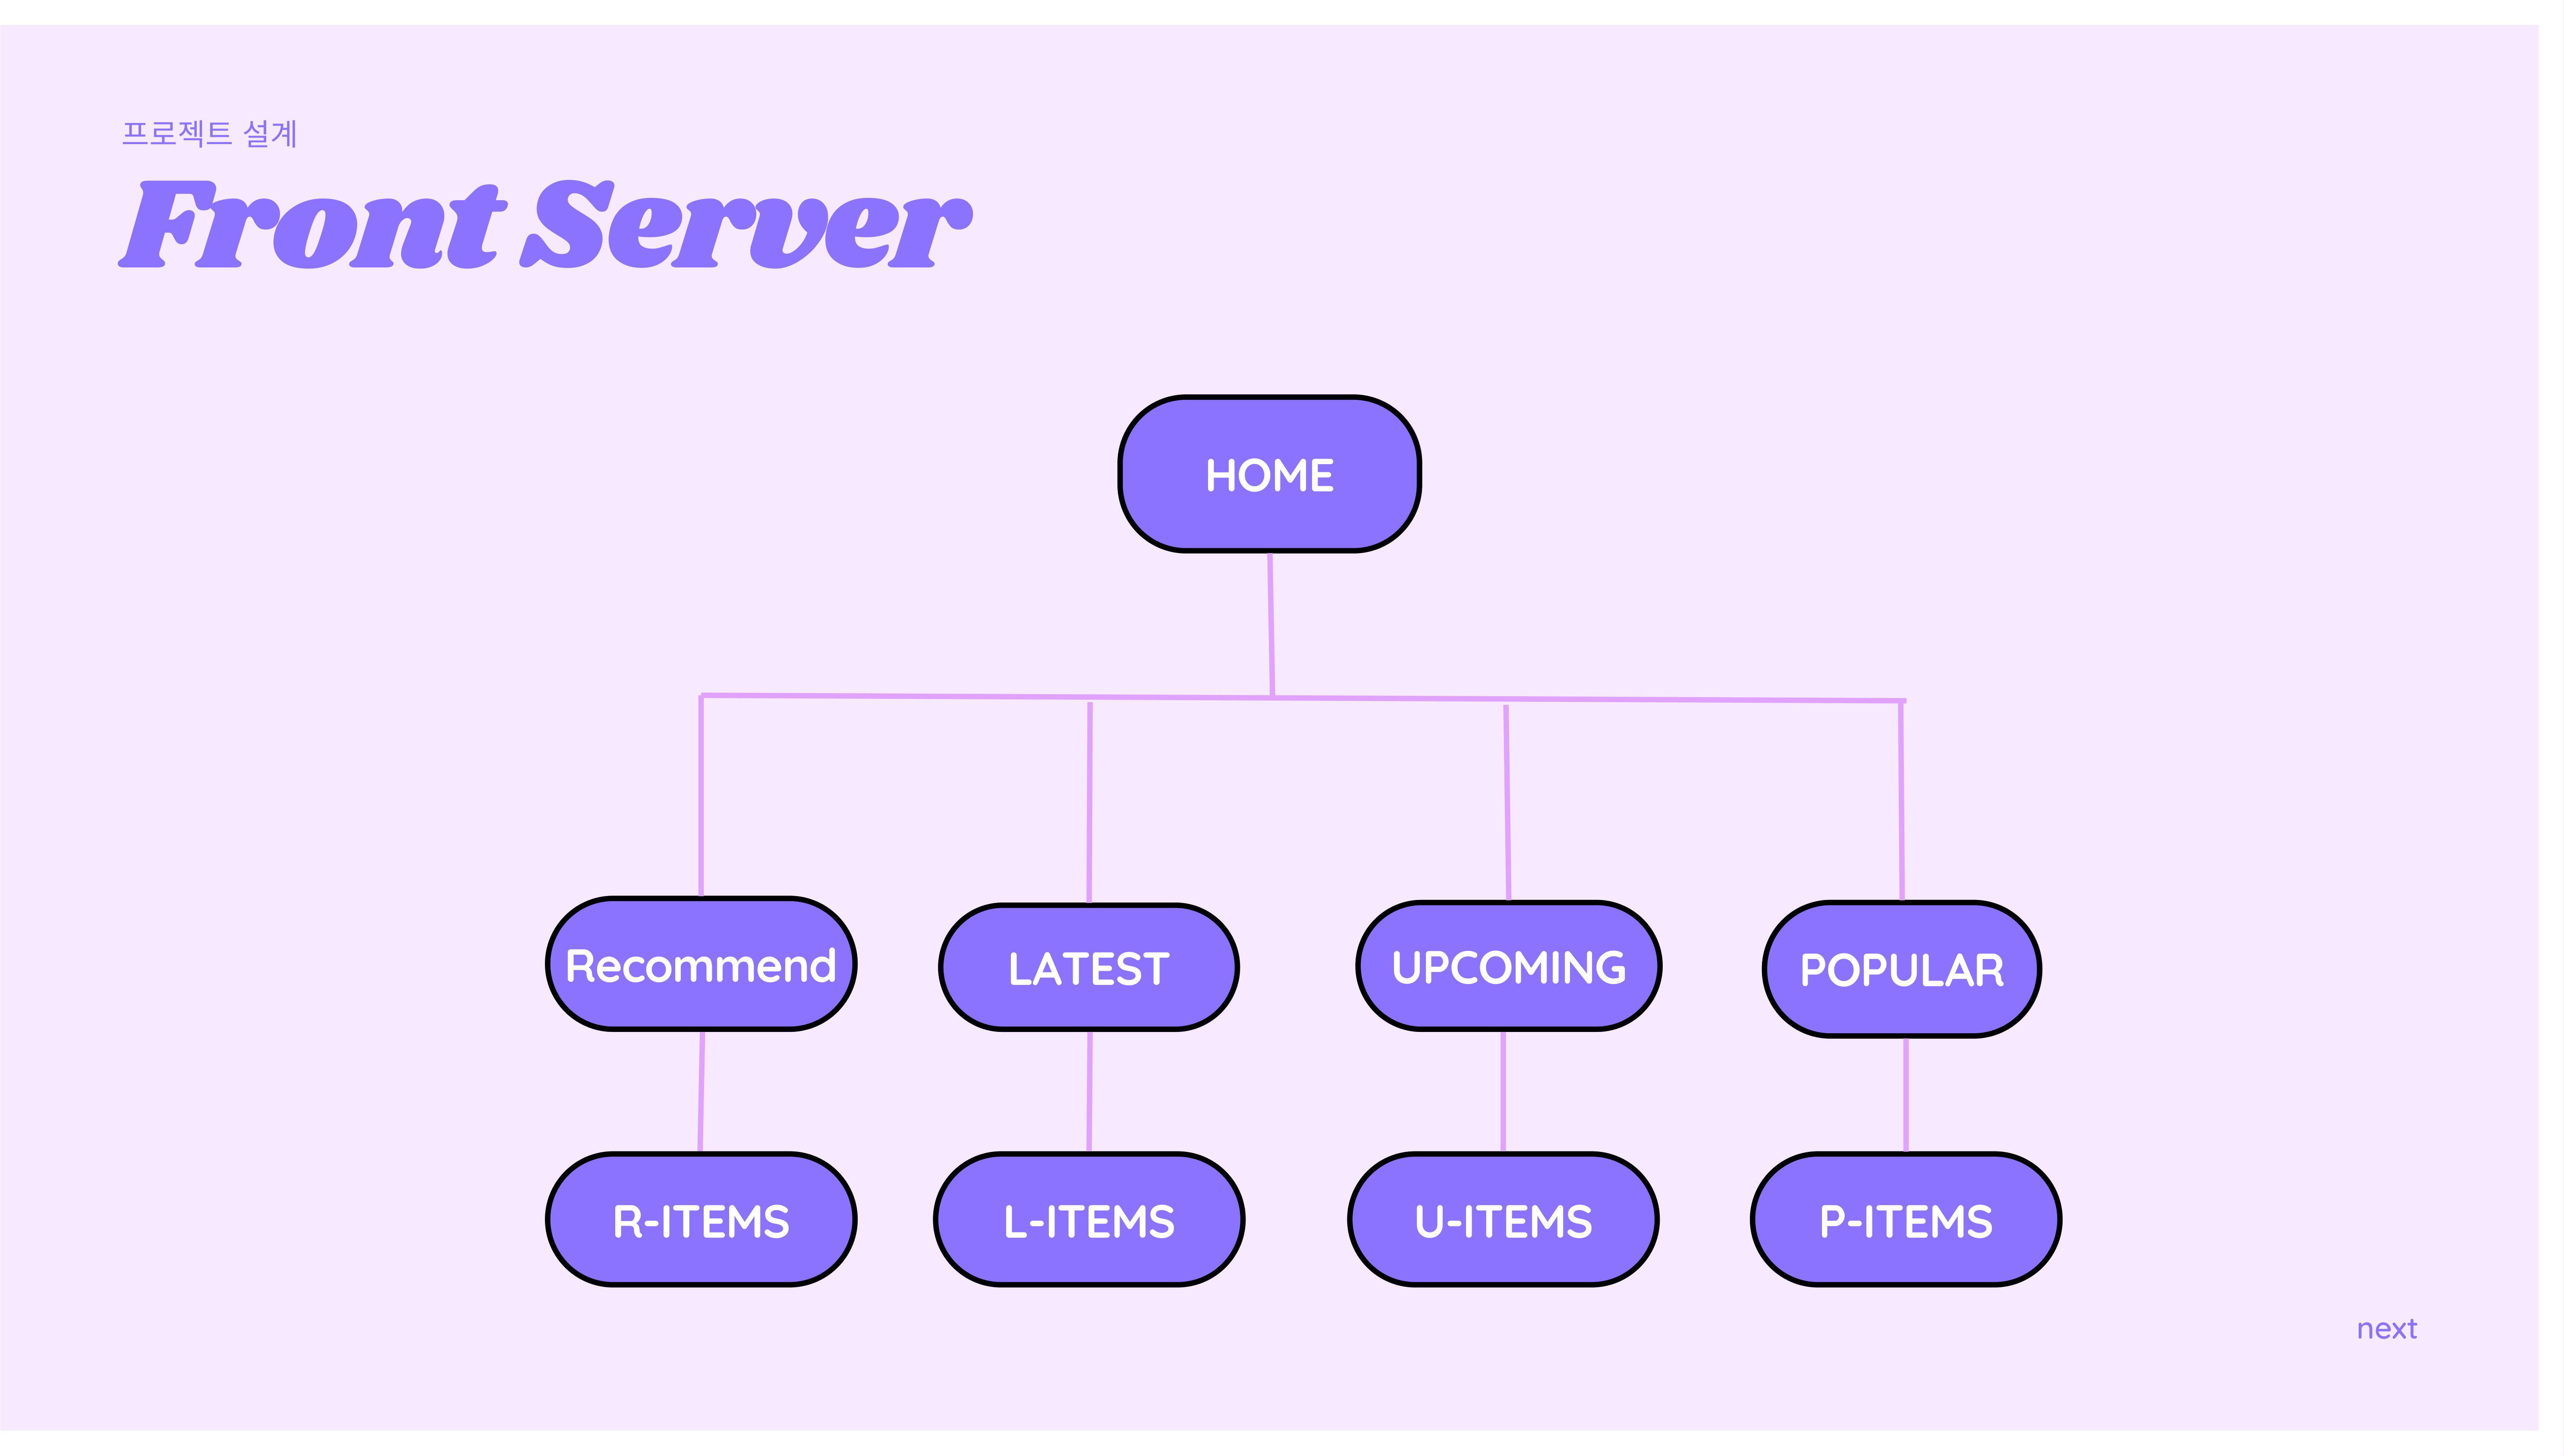 프로젝트 설계
Front Server
HOME
Recommend
LATEST
UPCOMING
POPULAR
R-ITEMS
L-ITEMS
U-ITEMS
P-ITEMS
next